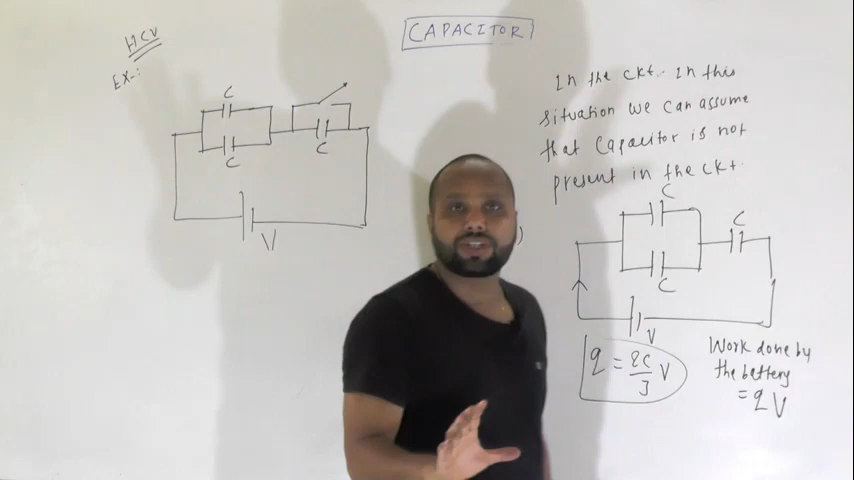 HCV
EX.:
CAPACITOR
C
C
C
V
In the ckt. In this
situation we can assume
that Capacitor is not
present in the ckt.
C
C
C
V
q = 2C/3 V
Work done by
the battery
= qV